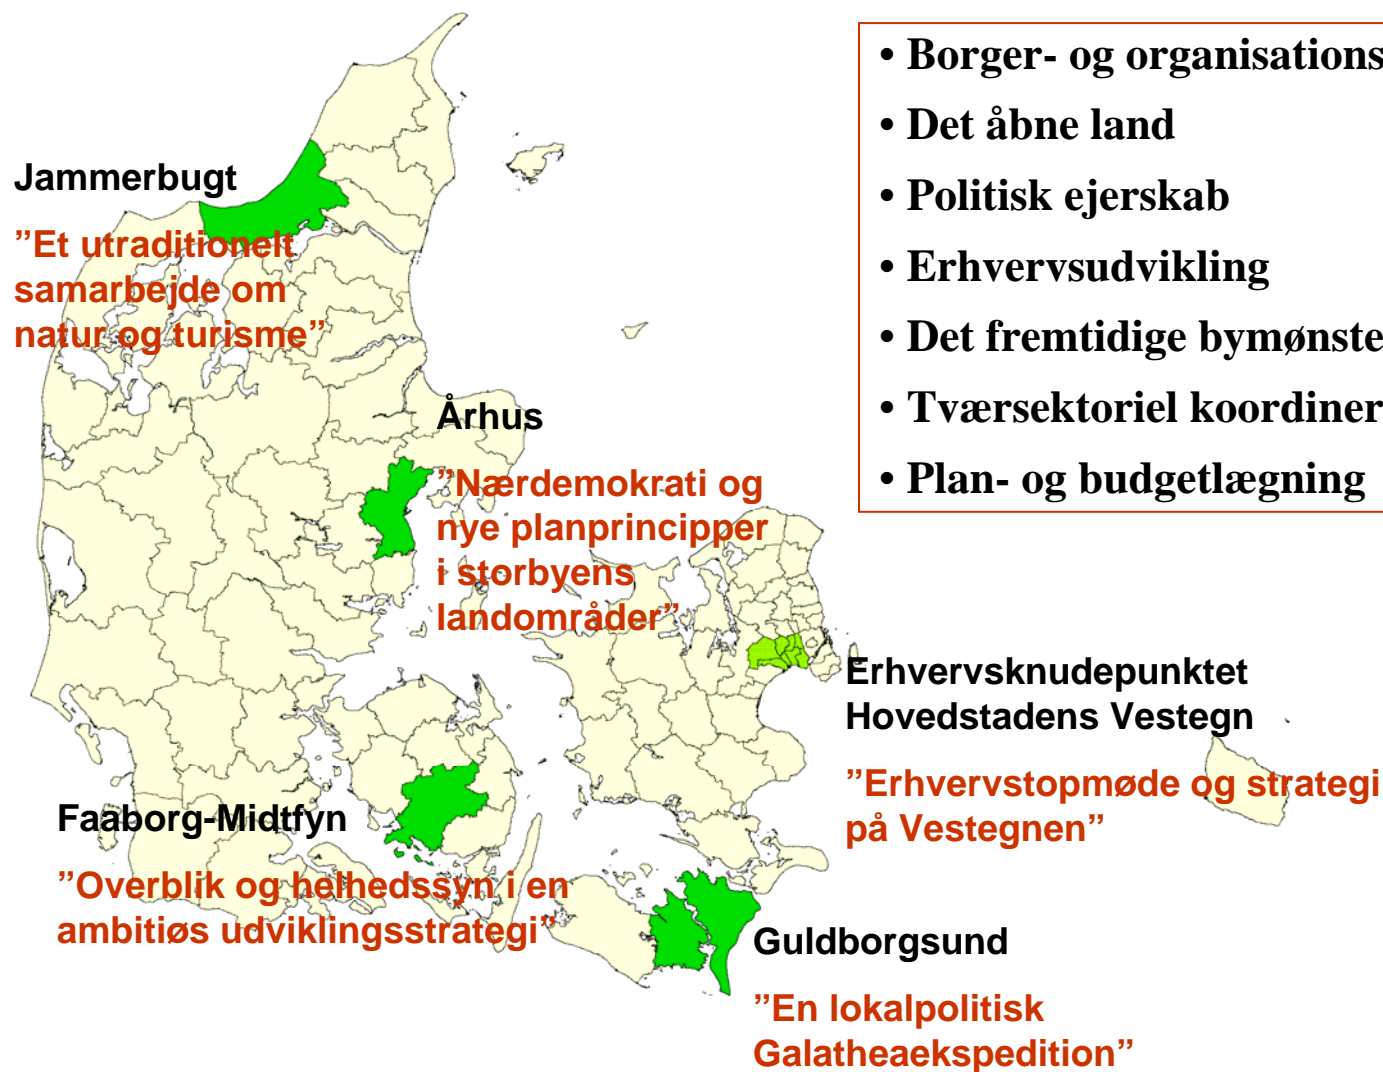 • Borger- og organisations
• Det åbne land
• Politisk ejerskab
• Erhvervsudvikling
• Det fremtidige bymønste
• Tværsektoriel koordiner
• Plan- og budgetlægning
Jammerbugt
”Et utraditionelt
samarbejde om
natur og turisme”
Århus
”Nærdemokrati og
nye planprincipper
i storbyens
landområder”
Erhvervsknudepunktet
Hovedstadens Vestegn
”Erhvervstopmøde og strategi
på Vestegnen”
Faaborg-Midtfyn
”Overblik og helhedssyn i en
ambitiøs udviklingsstrategi”
Guldborgsund
”En lokalpolitisk
Galatheaekspedition”